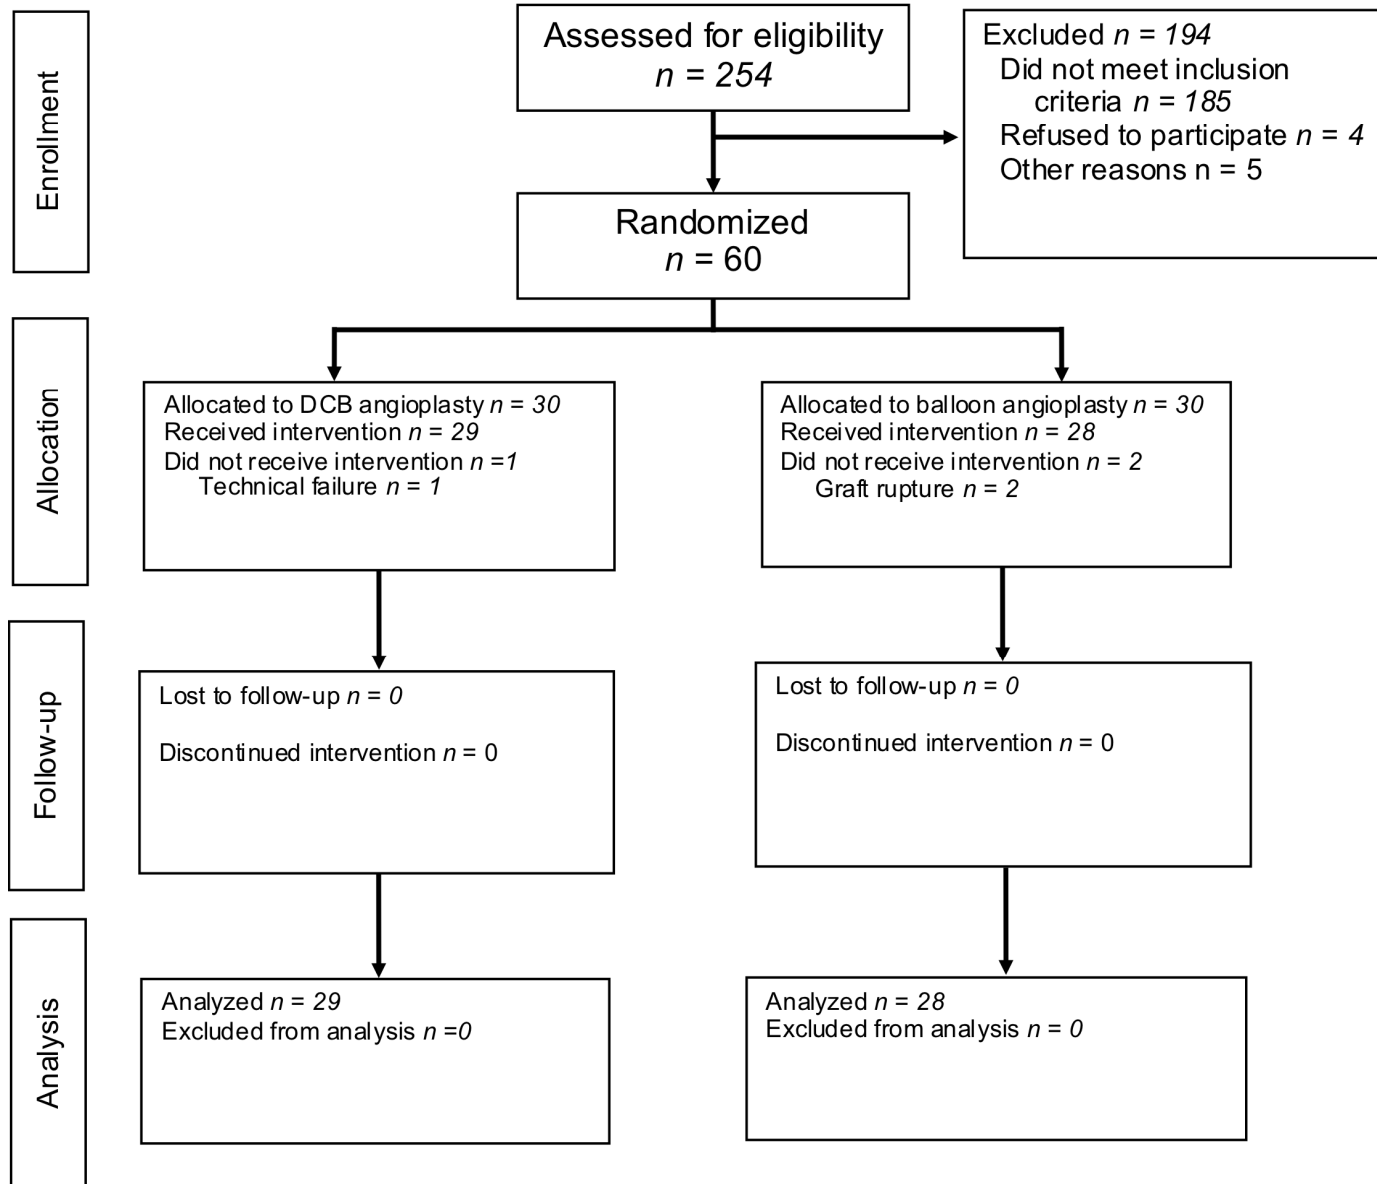 Enrollment
Assessed for eligibility
n = 254
Excluded n = 194
Did not meet inclusion
criteria n = 185
Refused to participate n = 4
Other reasons n = 5
Randomized
n = 60
Allocation
Allocated to DCB angioplasty n = 30
Received intervention n = 29
Did not receive intervention n =1
Technical failure n = 1
Allocated to balloon angioplasty n = 30
Received intervention n = 28
Did not receive intervention n = 2
Graft rupture n = 2
Follow-up
Lost to follow-up n = 0
Discontinued intervention n = 0
Lost to follow-up n = 0
Discontinued intervention n = 0
Analysis
Analyzed n = 29
Excluded from analysis n =0
Analyzed n = 28
Excluded from analysis n = 0